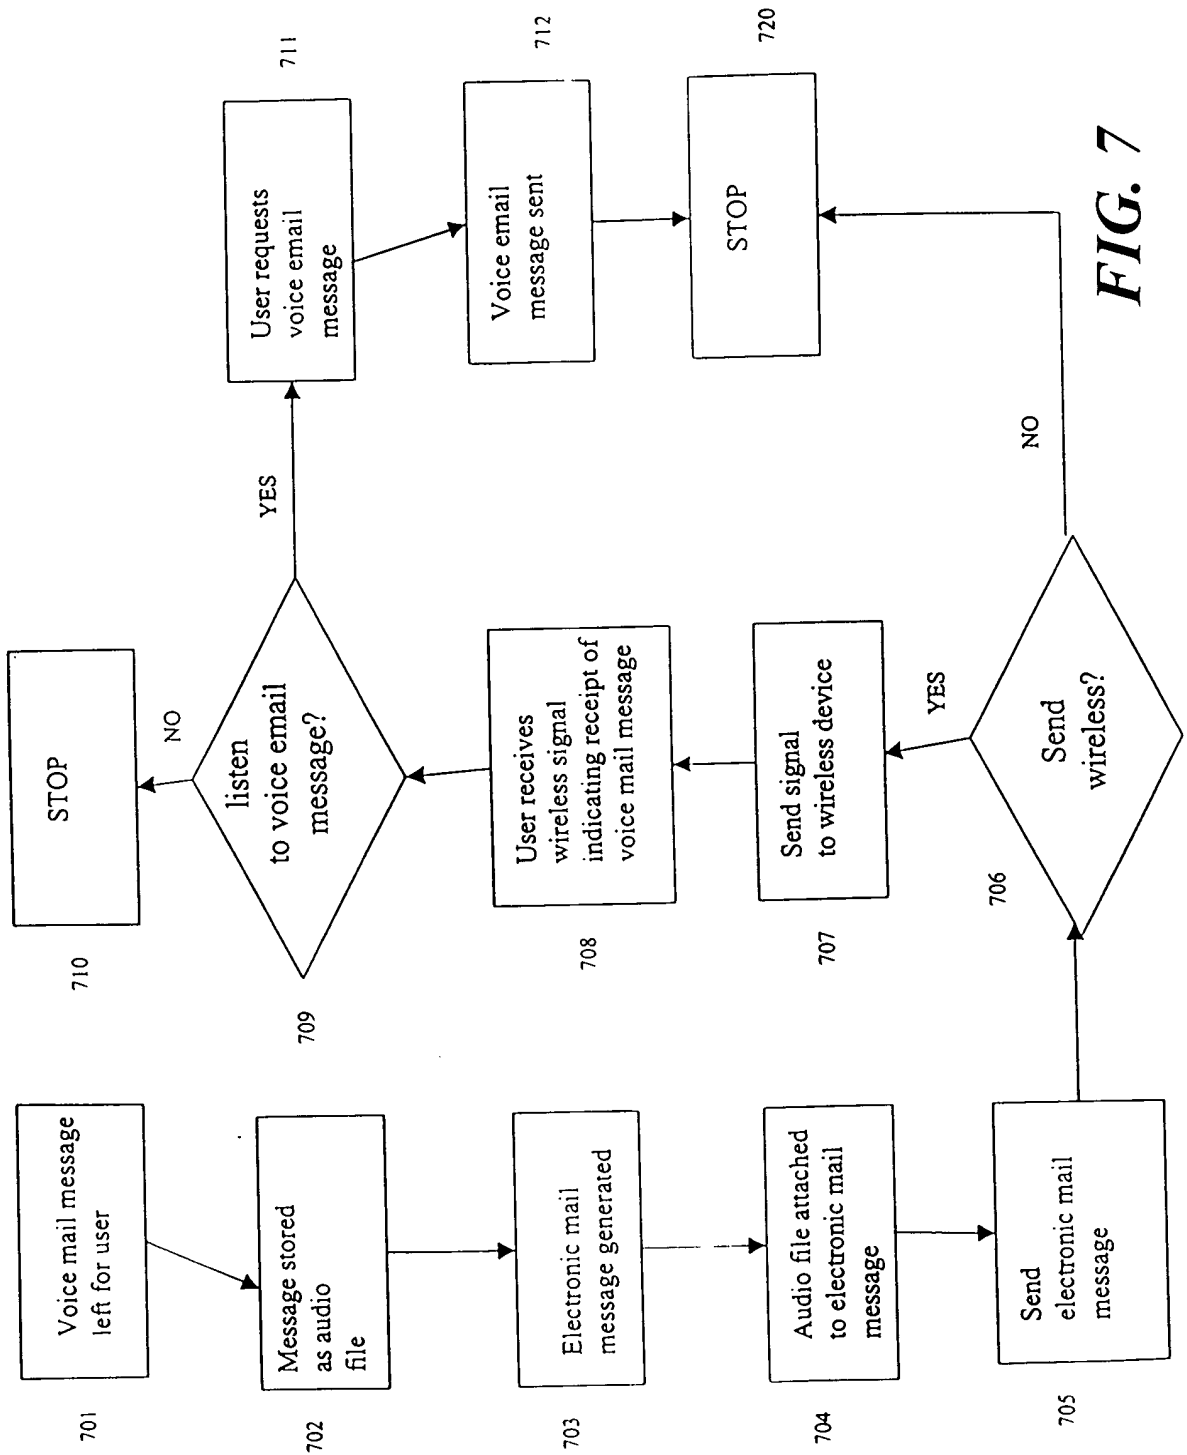 701
Voice mail message
left for user
702
Message stored
as audio
file
703
Electronic mail
message generated
704
Audio file attached
to electronic mail
message
705
Send
electronic mail
message
706
Send
wireless?
YES
NO
707
Send signal
to wireless device
708
User receives
wireless signal
indicating receipt of
voice mail message
709
listen
to voice email
message?
NO
YES
710
STOP
711
User requests
voice email
message
712
Voice email
message sent
720
STOP
FIG. 7